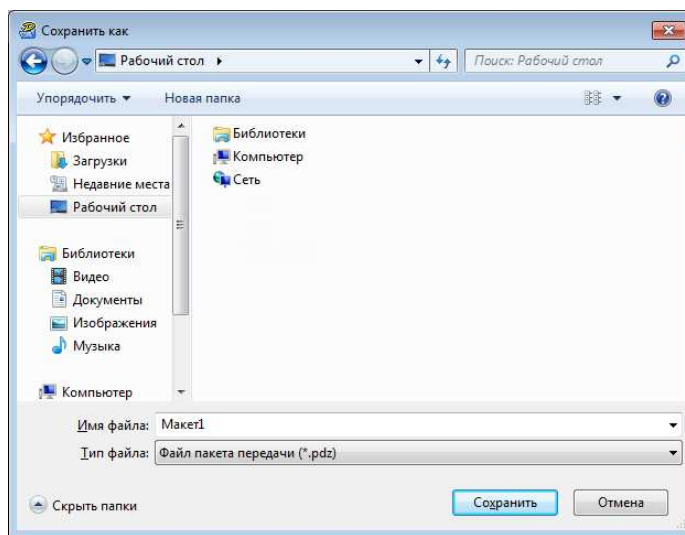 Сохранить как
Рабочий стол
Поиск: Рабочий стол
Упорядочить
Новая папка
Избранное
Загрузки
Недавние места
Рабочий стол
Библиотеки
Видео
Документы
Изображения
Музыка
Компьютер
Библиотеки
Компьютер
Сеть
Имя файла: Макет1
Тип файла: Файл пакета передачи (*.pdz)
Скрыть папки
Сохранить
Отмена